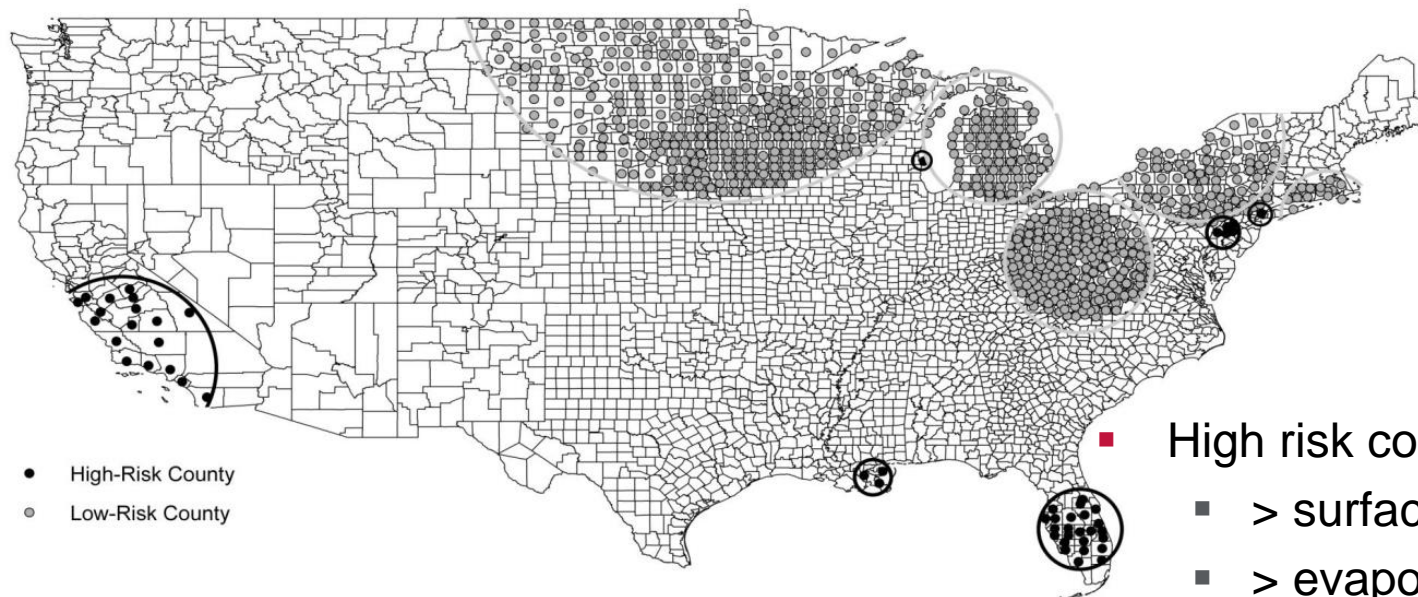 High-Risk County
Low-Risk County
High risk co
> surfac
> evapo